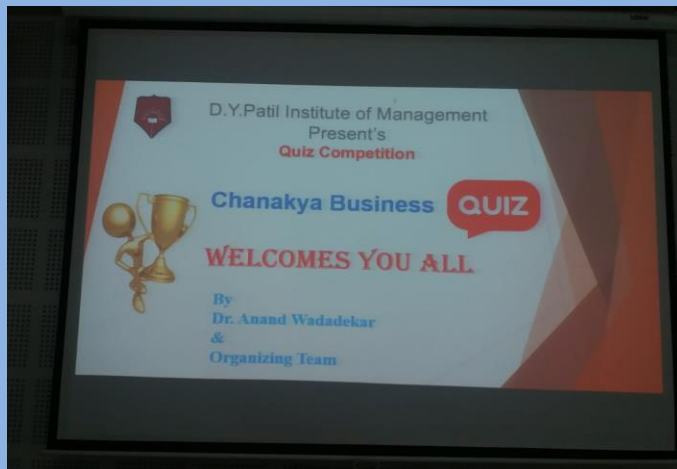 D.Y.Patil Institute of Management
Present's
Quiz Competition
Chanakya Business QUIZ
WELCOMES YOU ALL
By
Dr. Anand Wadadekar
&
Organizing Team